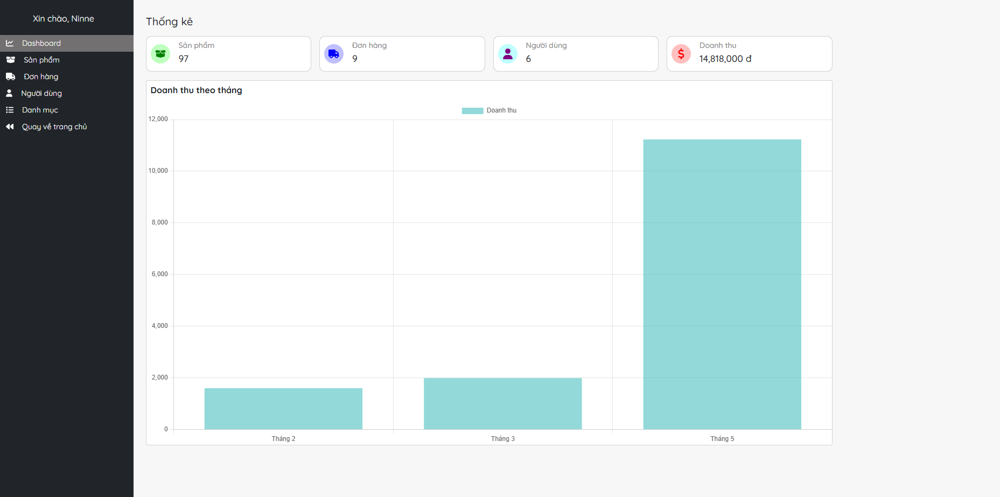 Xin chào, Ninne
Dashboard
Sản phẩm
Đơn hàng
Người dùng
Danh mục
Quay về trang chủ
Thống kê
Sản phẩm
97
Đơn hàng
9
Người dùng
6
Doanh thu
14,818,000 đ
Doanh thu theo tháng
Doanh thu
12,000
10,000
8,000
6,000
4,000
2,000
0
Tháng 2
Tháng 3
Tháng 5